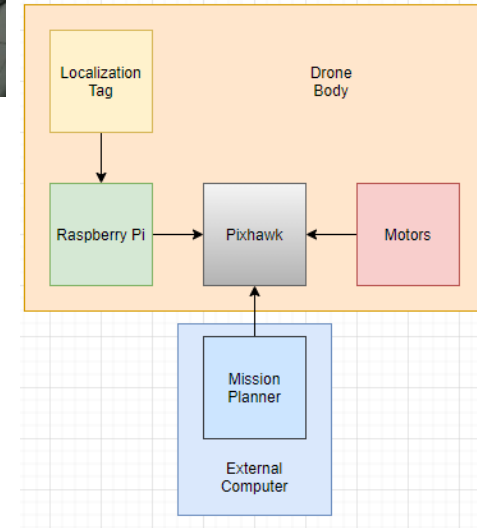 Localization
Tag
Drone
Body
Raspberry Pi
Pixhawk
Motors
Mission
Planner
External
Computer